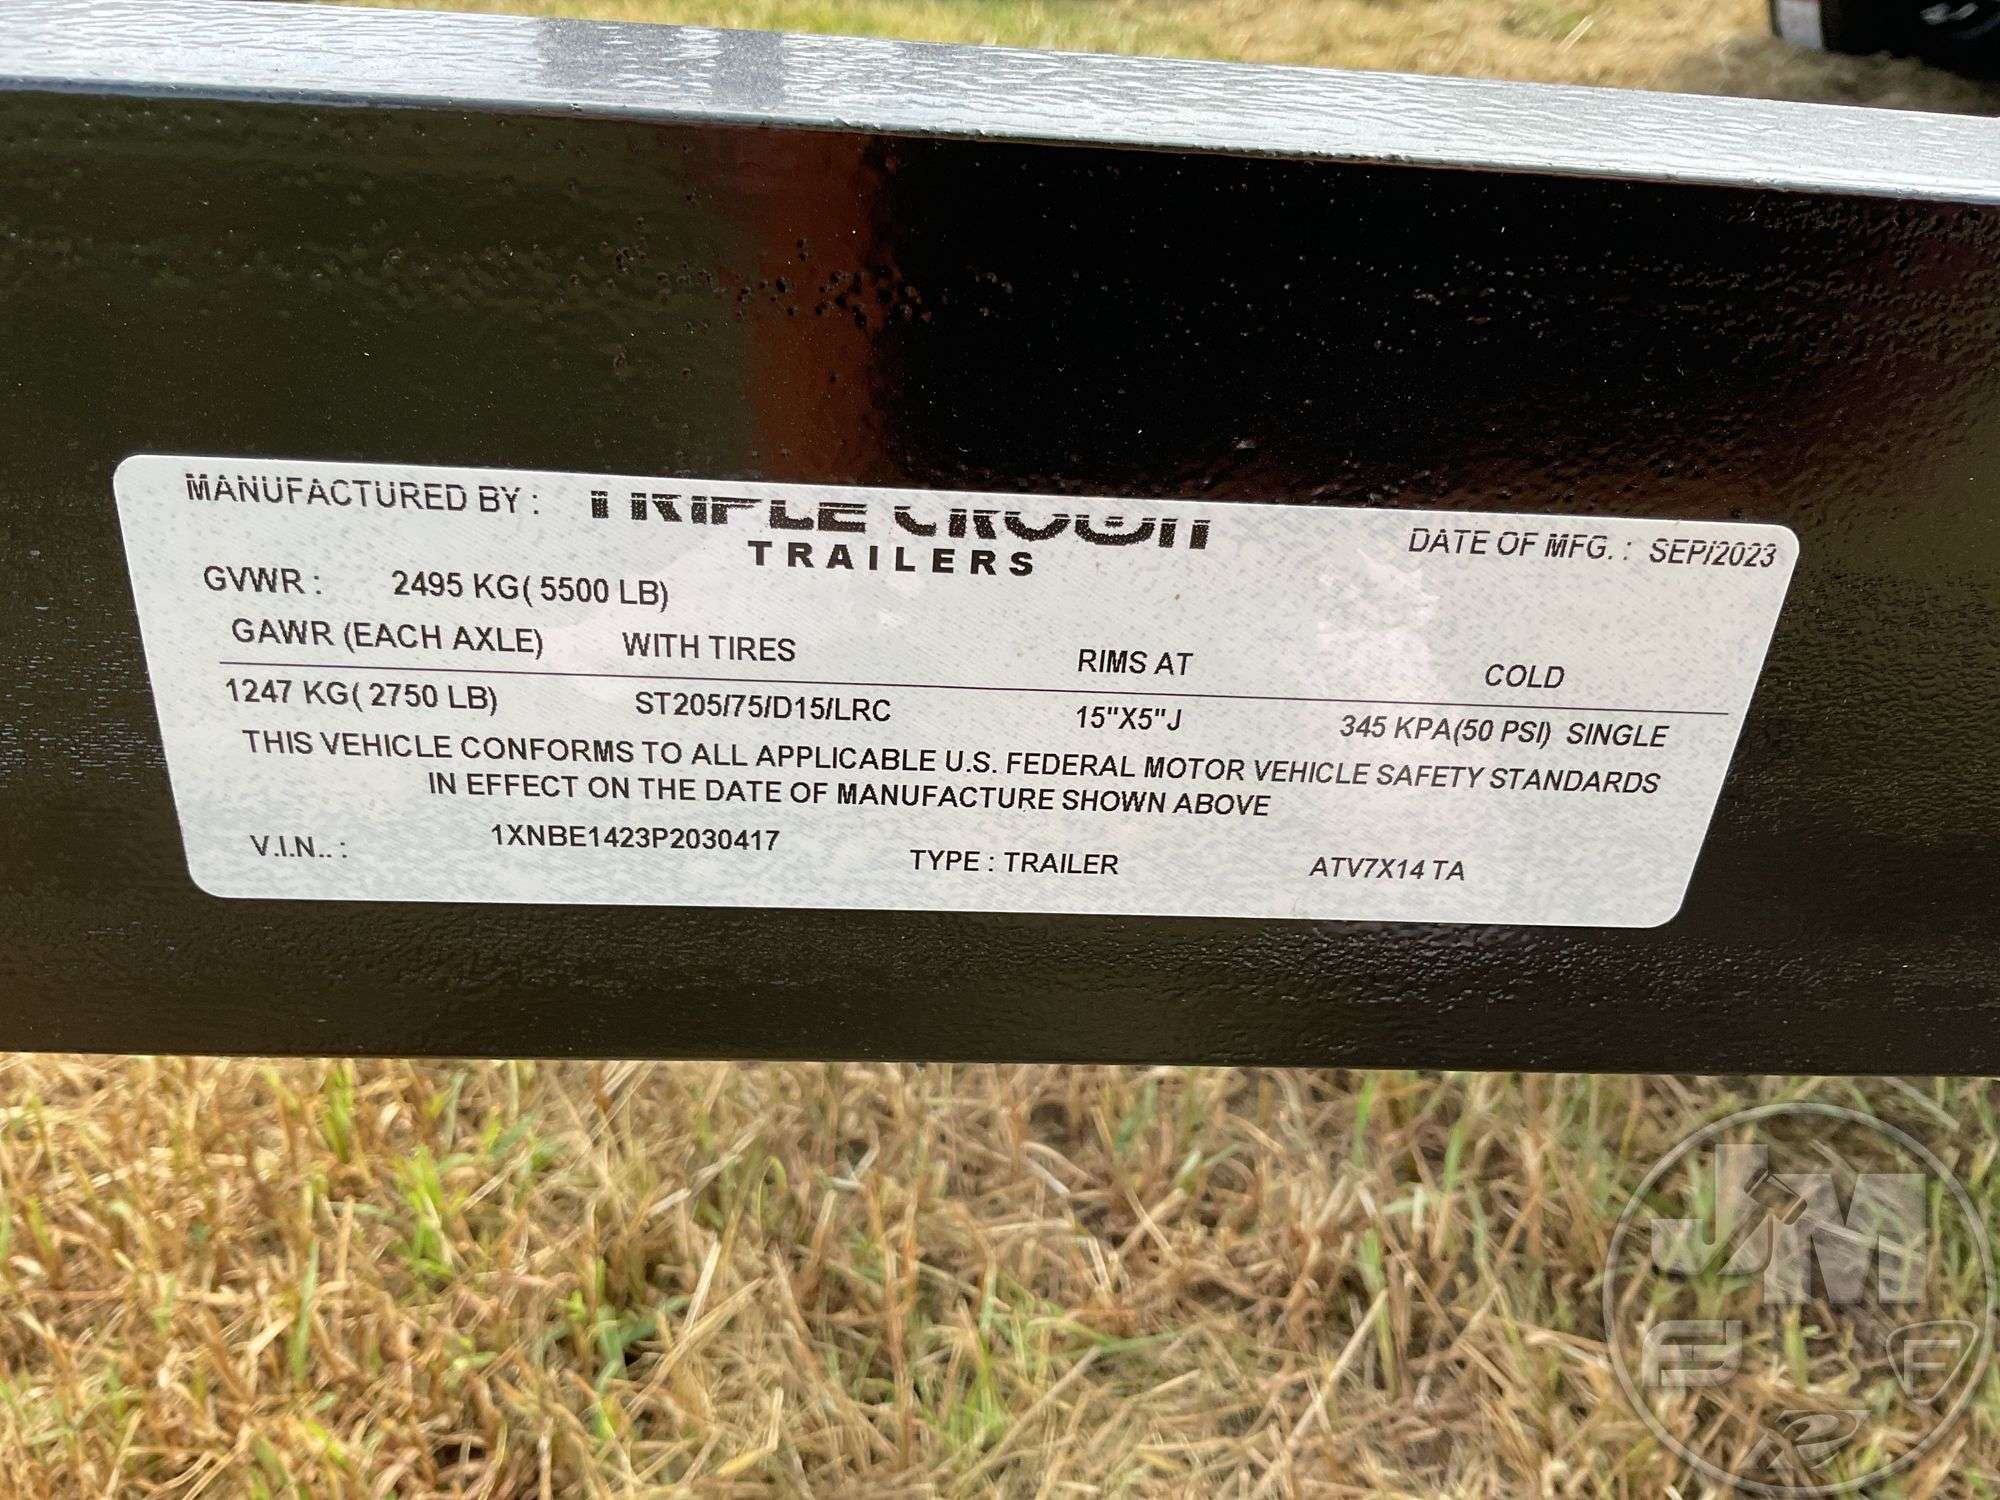 MANUFACTURED BY : TRIPLE CROWN
TRAILERS
DATE OF MFG. : SEP/2023
GVWR : 2495 KG( 5500 LB)
GAWR (EACH AXLE) WITH TIRES RIMS AT COLD
1247 KG( 2750 LB) ST205/75/D15/LRC 15"X5"J 345 KPA(50 PSI) SINGLE
THIS VEHICLE CONFORMS TO ALL APPLICABLE U.S. FEDERAL MOTOR VEHICLE SAFETY STANDARDS
IN EFFECT ON THE DATE OF MANUFACTURE SHOWN ABOVE
V.I.N.. : 1XNBE1423P2030417 TYPE : TRAILER ATV7X14 TA
JM
F